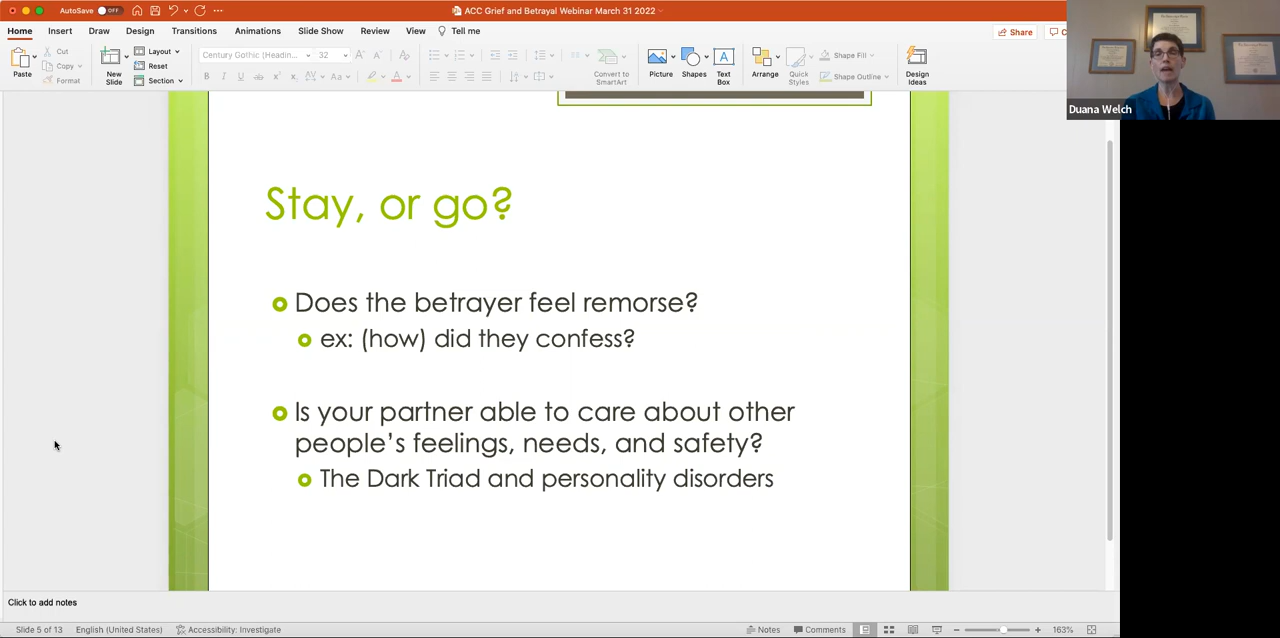 AutoSave OFF
ACC Grief and Betrayal Webinar March 31 2022
Home Insert Draw Design Transitions Animations Slide Show Review View Tell me
Share
Paste
Cut
Copy
Format
New Slide
Layout
Reset
Section
Century Gothic (Headin...
32
Convert to SmartArt
Picture
Shapes
Text Box
Arrange
Quick Styles
Shape Fill
Shape Outline
Design Ideas
Duana Welch
Stay, or go?
Does the betrayer feel remorse?
ex: (how) did they confess?
Is your partner able to care about other
people's feelings, needs, and safety?
The Dark Triad and personality disorders
Click to add notes
Slide 5 of 13 English (United States) Accessibility: Investigate Notes Comments 163%